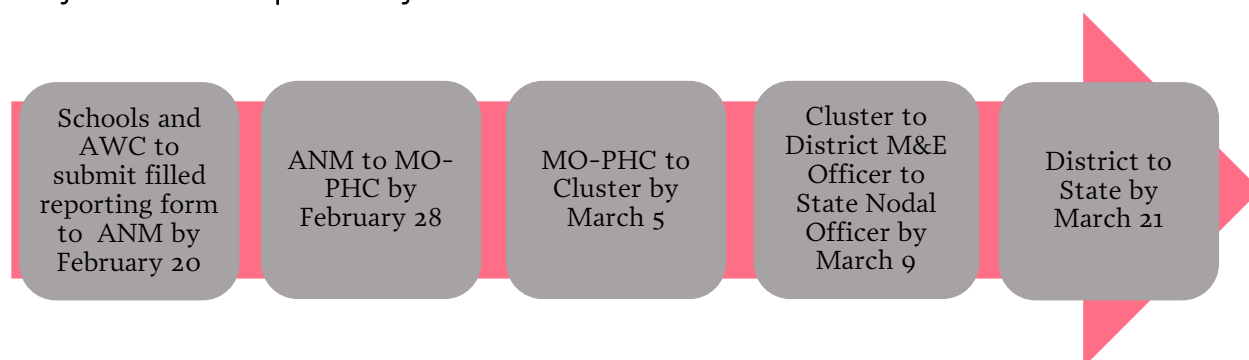 Schools and
AWC to
submit filled
reporting form
to ANM by
February 20
ANM to MO-
PHC by
February 28
MO-PHC to
Cluster by
March 5
Cluster to
District M&E
Officer to
State Nodal
Officer by
March 9
District to
State by
March 21